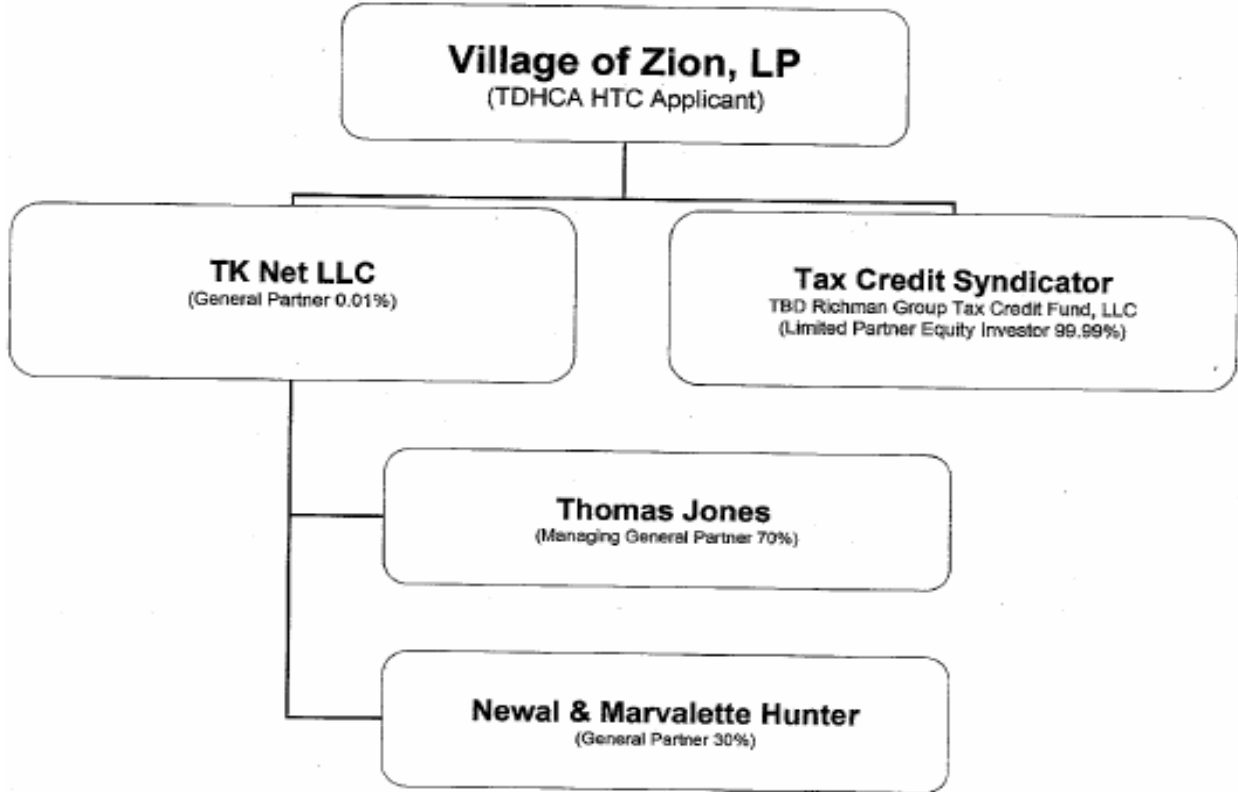 Village of Zion, LP
(TDHCA HTC Applicant)
TK Net LLC
(General Partner 0.01%)
Tax Credit Syndicator
TBD Richman Group Tax Credit Fund, LLC
(Limited Partner Equity Investor 99.99%)
Thomas Jones
(Managing General Partner 70%)
Newal & Marvalette Hunter
(General Partner 30%)